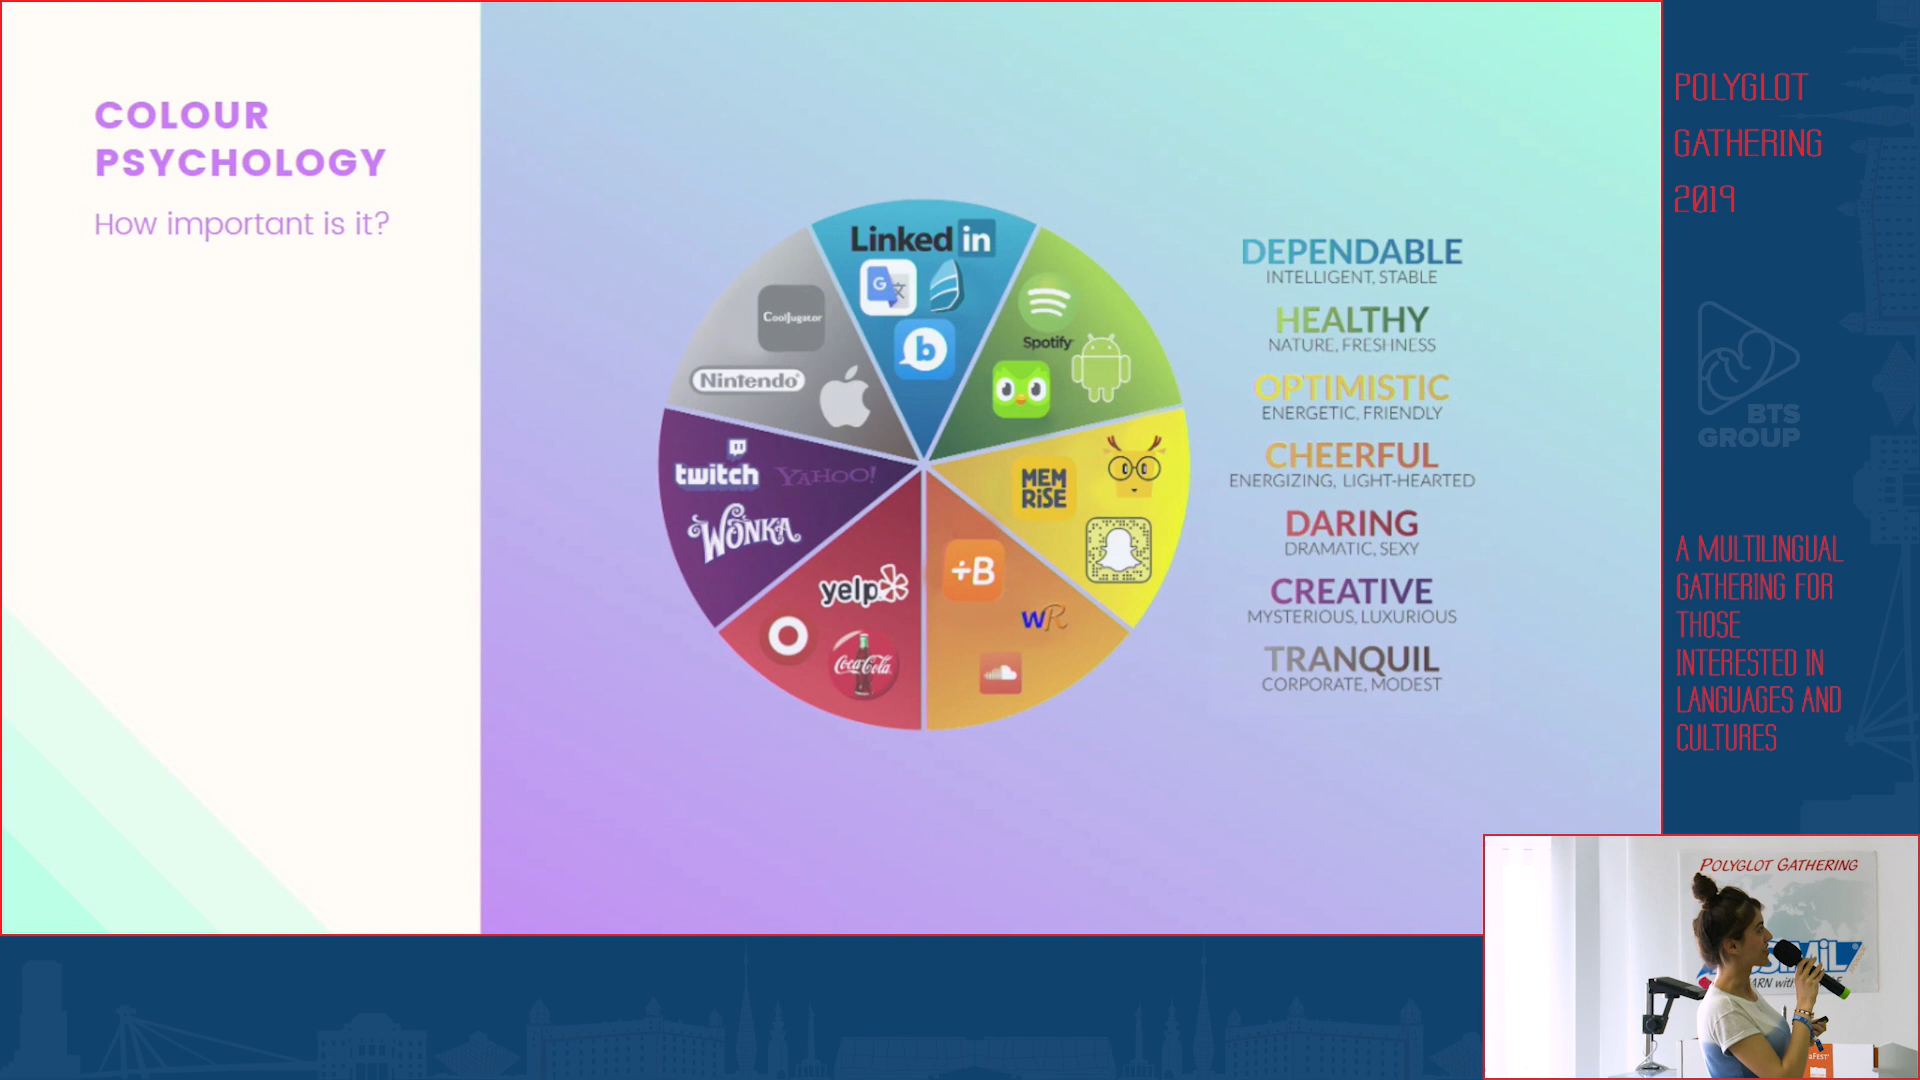 COLOUR
PSYCHOLOGY
How important is it?
Linked in
G 文
b
CoolJugator
Spotify
Nintendo
twitch
YAHOO!
MEM
RiSE
WONKA
yelp
+B
WR
Coca-Cola
DEPENDABLE
INTELLIGENT, STABLE
HEALTHY
NATURE, FRESHNESS
OPTIMISTIC
ENERGETIC, FRIENDLY
CHEERFUL
ENERGIZING, LIGHT-HEARTED
DARING
DRAMATIC, SEXY
CREATIVE
MYSTERIOUS, LUXURIOUS
TRANQUIL
CORPORATE, MODEST
POLYGLOT
GATHERING
2019
BTS
GROUP
A MULTILINGUAL
GATHERING FOR
THOSE
INTERESTED IN
LANGUAGES AND
CULTURES
POLYGLOT GATHERING